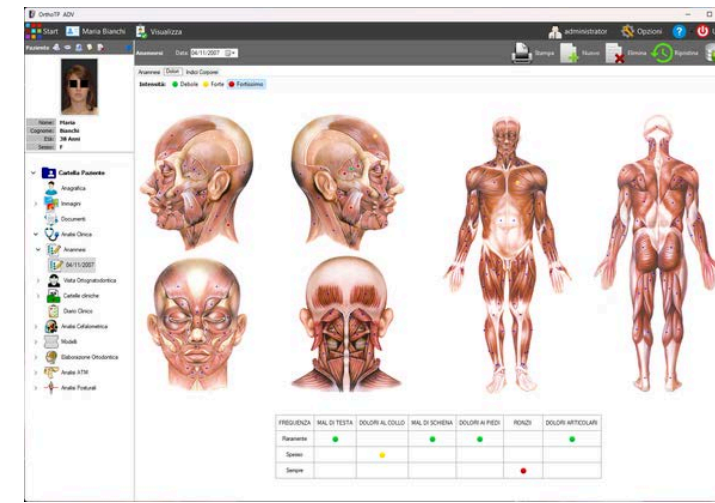 OrthoTP ADV
Start Maria Bianchi Visualizza administrator Opzioni
Paziente Anamnesi Data 04/11/2007 Stampa Nuovo Elimina Ripristina
Anamnesi Dolori Indici Corporei
Intensità: Debole Forte Fortissimo
Nome: Maria
Cognome: Bianchi
Età: 38 Anni
Sesso: F
Cartella Paziente
Anagrafica
Immagini
Documenti
Analisi Clinica
Anamnesi
04/11/2007
Visita Ortognatodontica
Cartelle cliniche
Diario Clinico
Analisi Cefalometrica
Modelli
Elaborazione Ortodontica
Analisi ATM
Analisi Posturali
FREQUENZA MAL DI TESTA DOLORI AL COLLO MAL DI SCHIENA DOLORI AI PIEDI RONZII DOLORI ARTICOLARI
Raramente
Spesso
Sempre